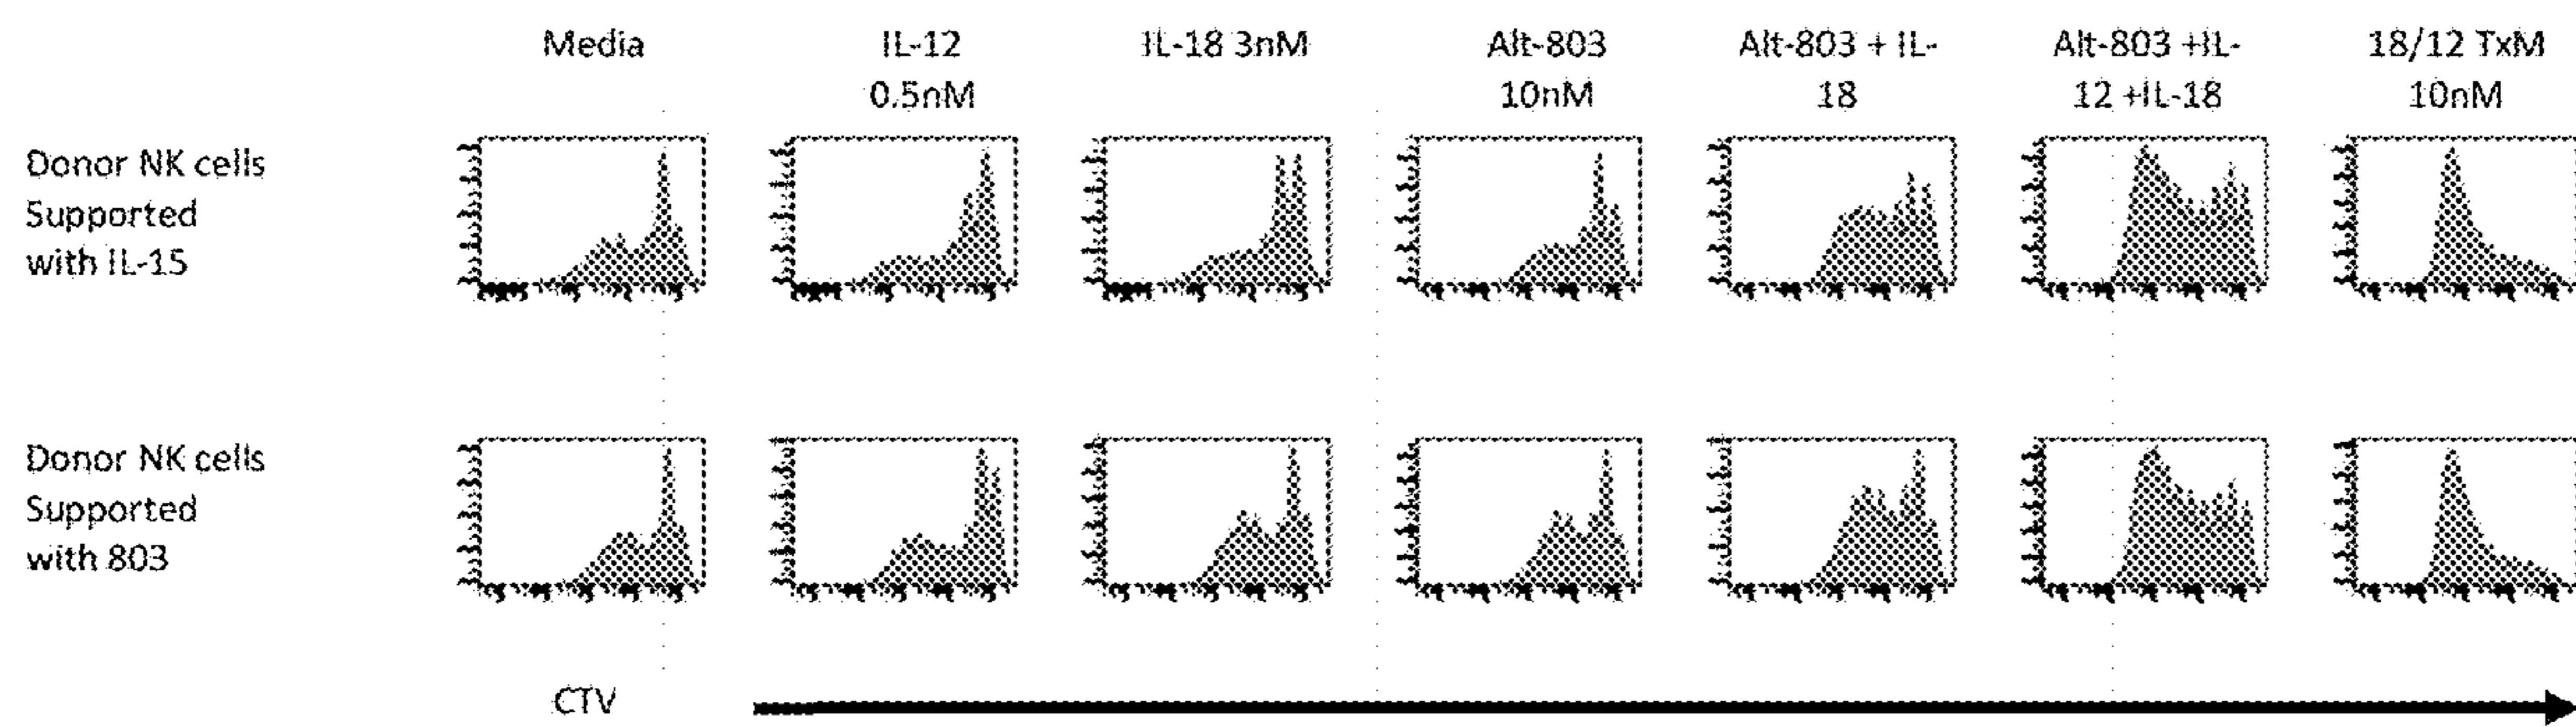 Media
IL-12
0.5nM
IL-18 3nM
Alt-803
10nM
Alt-803 + IL-
18
Alt-803 +IL-
12 +IL-18
18/12 TxM
10nM
Donor NK cells
Supported
with IL-15
Donor NK cells
Supported
with 803
CTV